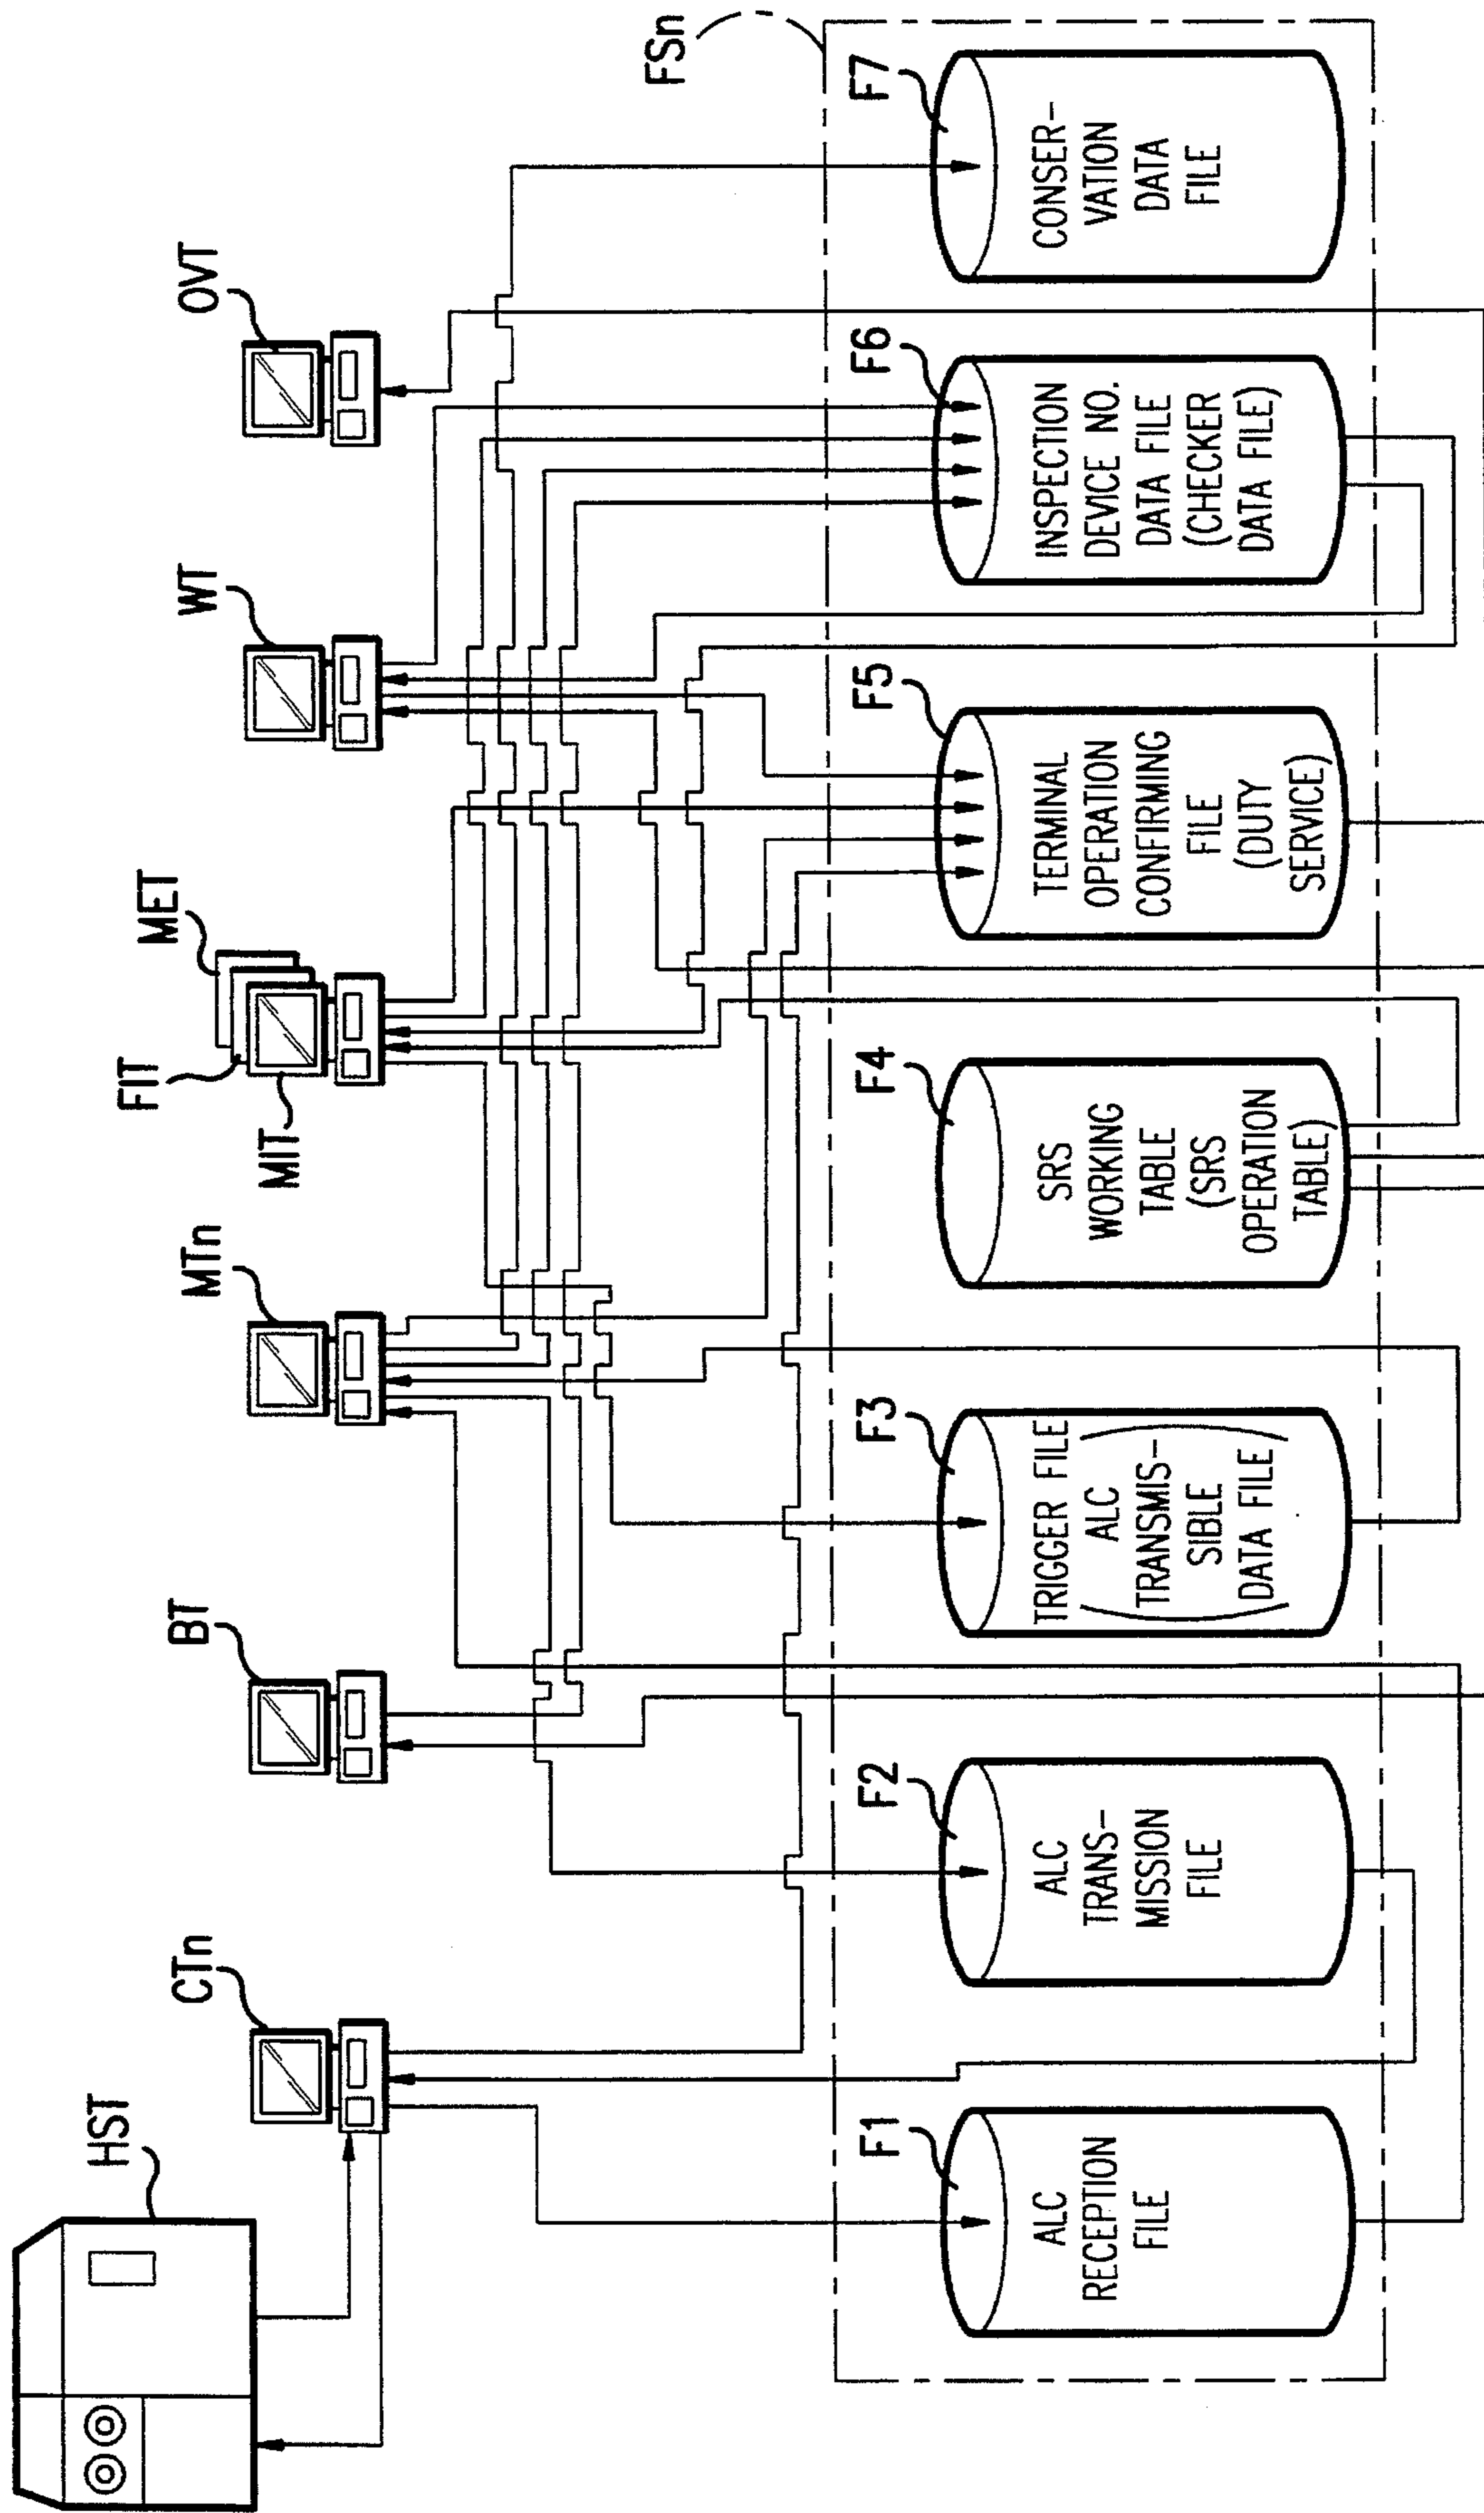 HST
CTn
BT
MTn
FIT
MIT
MET
WT
OVT
FSn
F1
ALC
RECEPTION
FILE
F2
ALC
TRANS-
MISSION
FILE
F3
TRIGGER FILE
(ALC
TRANSMIS-
SIBLE
DATA FILE)
F4
SRS
WORKING
TABLE
(SRS
OPERATION
TABLE)
F5
TERMINAL
OPERATION
CONFIRMING
FILE
(DUTY
SERVICE)
F6
INSPECTION
DEVICE NO.
DATA FILE
(CHECKER
DATA FILE)
F7
CONSER-
VATION
DATA
FILE